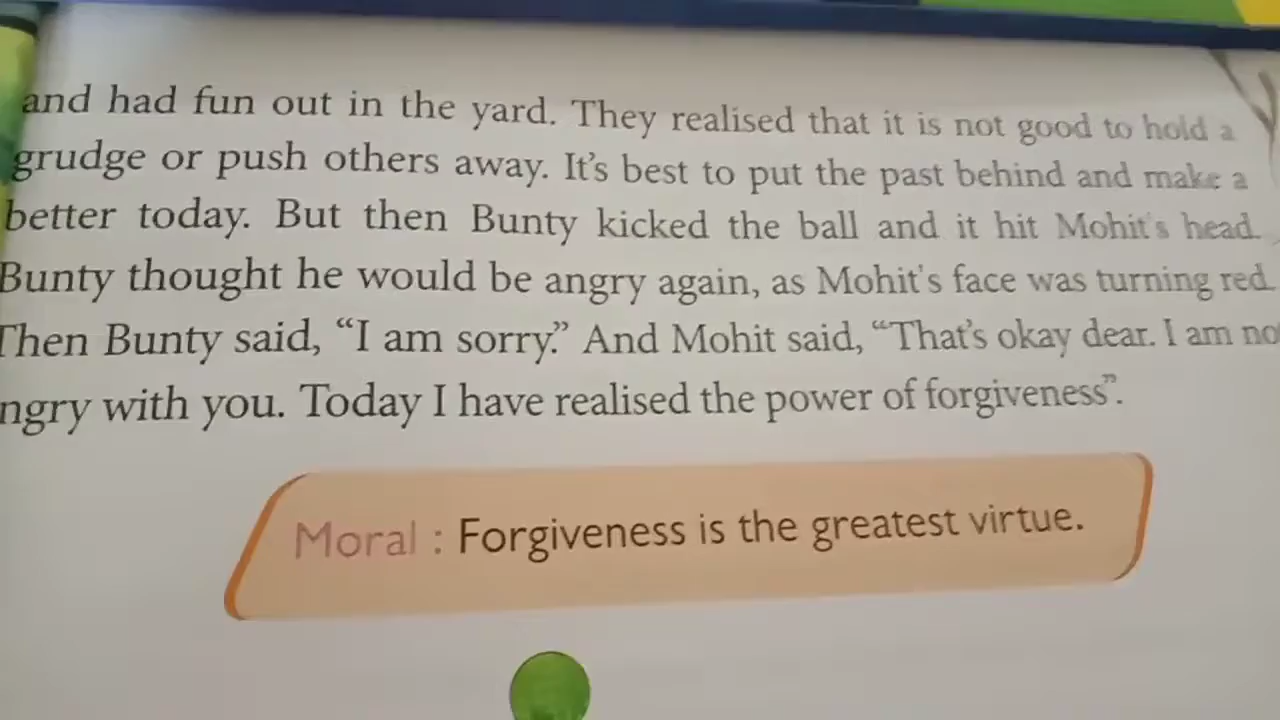 and had fun out in the yard. They realised that it is not good to hold a
grudge or push others away. It's best to put the past behind and make a
better today. But then Bunty kicked the ball and it hit Mohit's head.
Bunty thought he would be angry again, as Mohit's face was turning red.
Then Bunty said, “I am sorry.” And Mohit said, “That's okay dear. I am no
ngry with you. Today I have realised the power of forgiveness”.
Moral : Forgiveness is the greatest virtue.